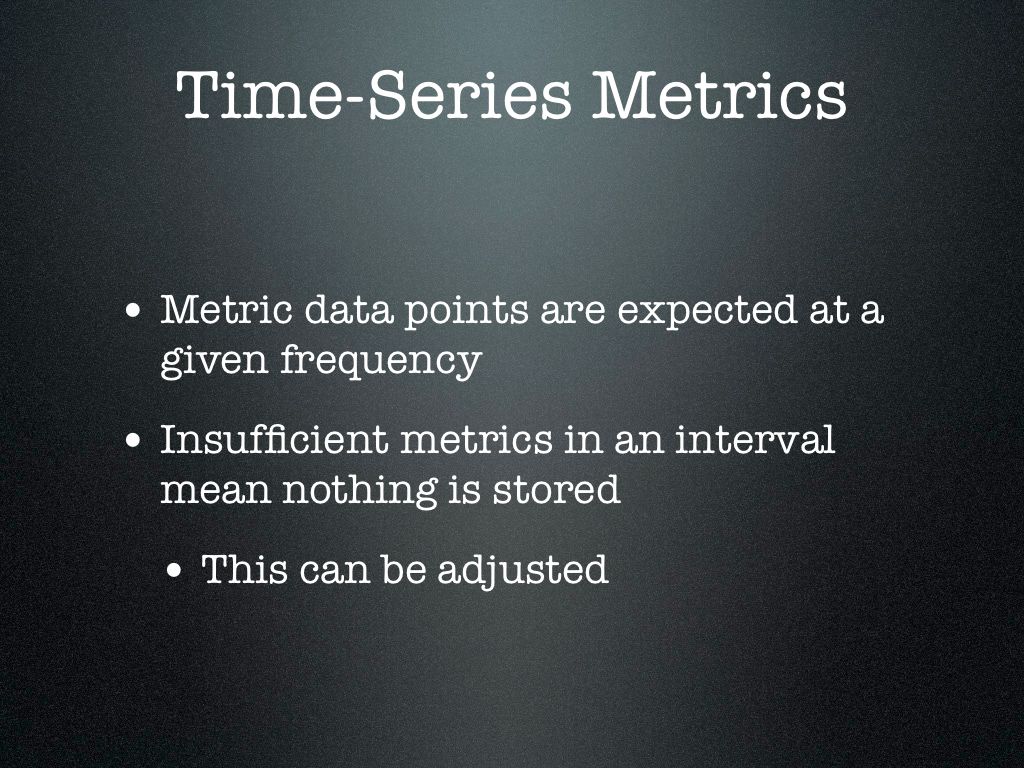 Time-Series Metrics
• Metric data points are expected at a
given frequency
• Insufficient metrics in an interval
mean nothing is stored
• This can be adjusted